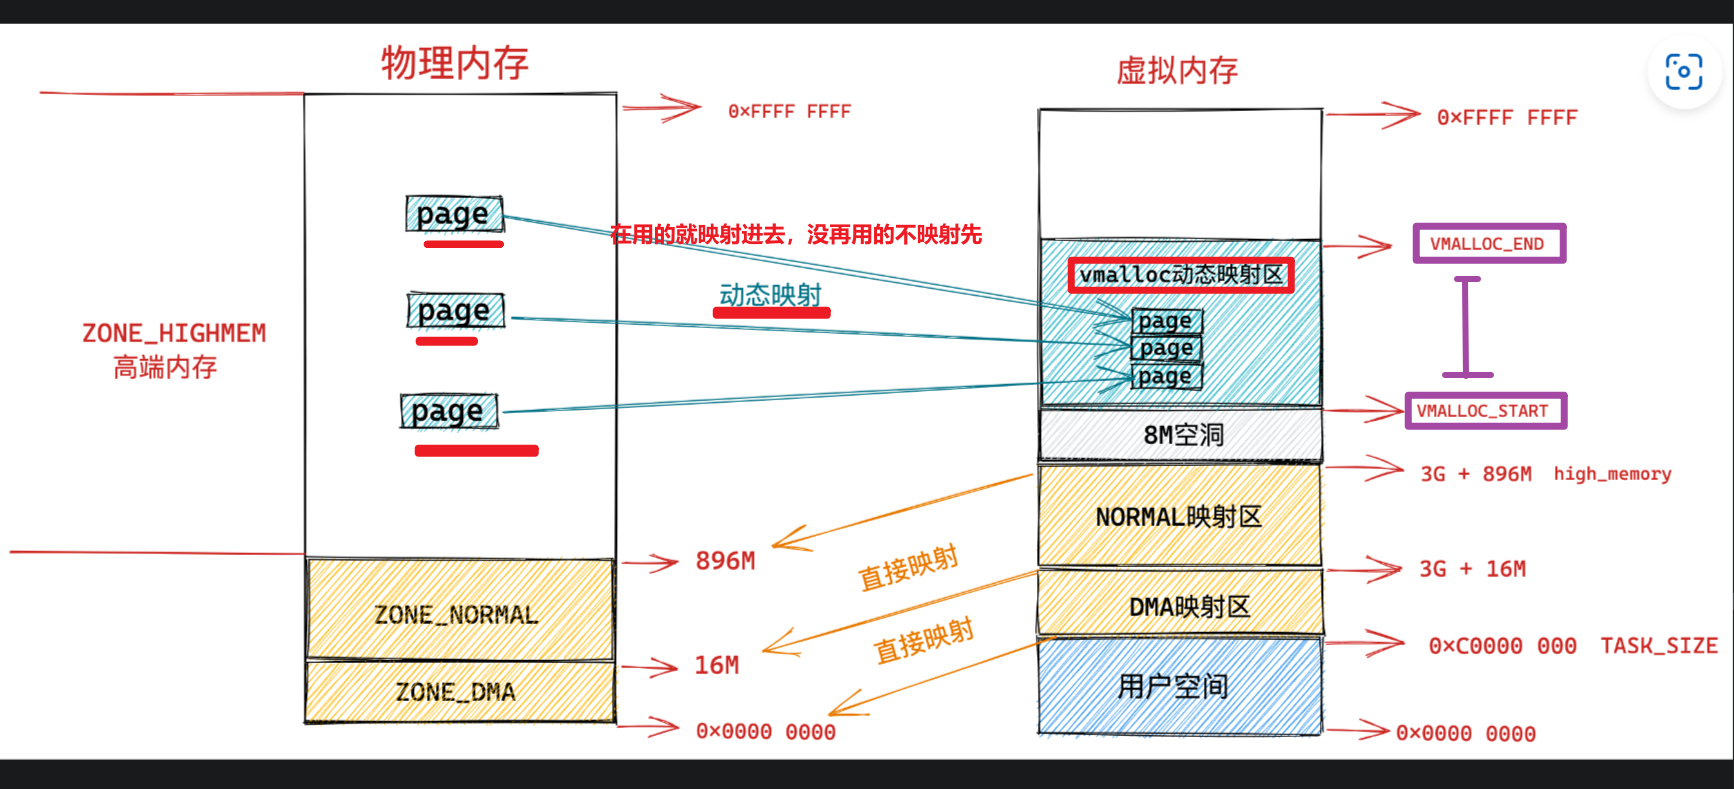 物理内存
虚拟内存
0×FFFF FFFF
0×FFFF FFFF
page
在用的就映射进去，没再用的不映射先
VMALLOC_END
vmalloc动态映射区
动态映射
page
page
page
page
ZONE_HIGHMEM
高端内存
page
VMALLOC_START
8M空洞
3G + 896M high_memory
NORMAL映射区
896M
直接映射
3G + 16M
ZONE_NORMAL
DMA映射区
直接映射
0×C0000 000 TASK_SIZE
16M
用户空间
ZONE_DMA
0×0000 0000
0×0000 0000